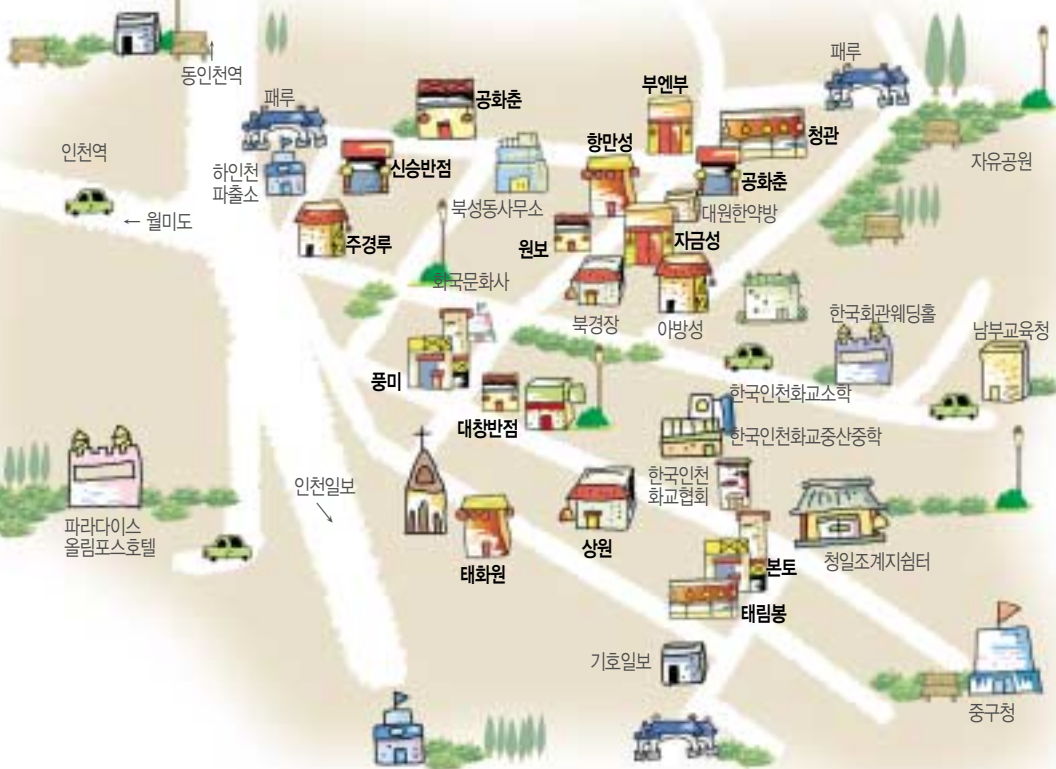 동인천역
패루
공화춘
부엔부
패루
항만성
청관
인천역
하인천
파출소
신승반점
북성동사무소
공화춘
대원한약방
자유공원
← 월미도
주경루
원보
자금성
화국문화사
북경장
아방성
한국회관웨딩홀
남부교육청
풍미
대창반점
한국인천화교소학
한국인천화교중산중학
인천일보
한국인천
화교협회
파라다이스
올림포스호텔
태화원
상원
본토
청일조계지쉼터
태림봉
기호일보
중구청